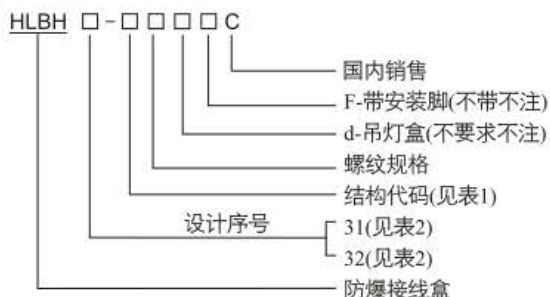 HLBH □-□□□□C
国内销售
F-带安装脚(不带不注)
d-吊灯盒(不要求不注)
螺纹规格
结构代码(见表1)
设计序号
31(见表2)
32(见表2)
防爆接线盒